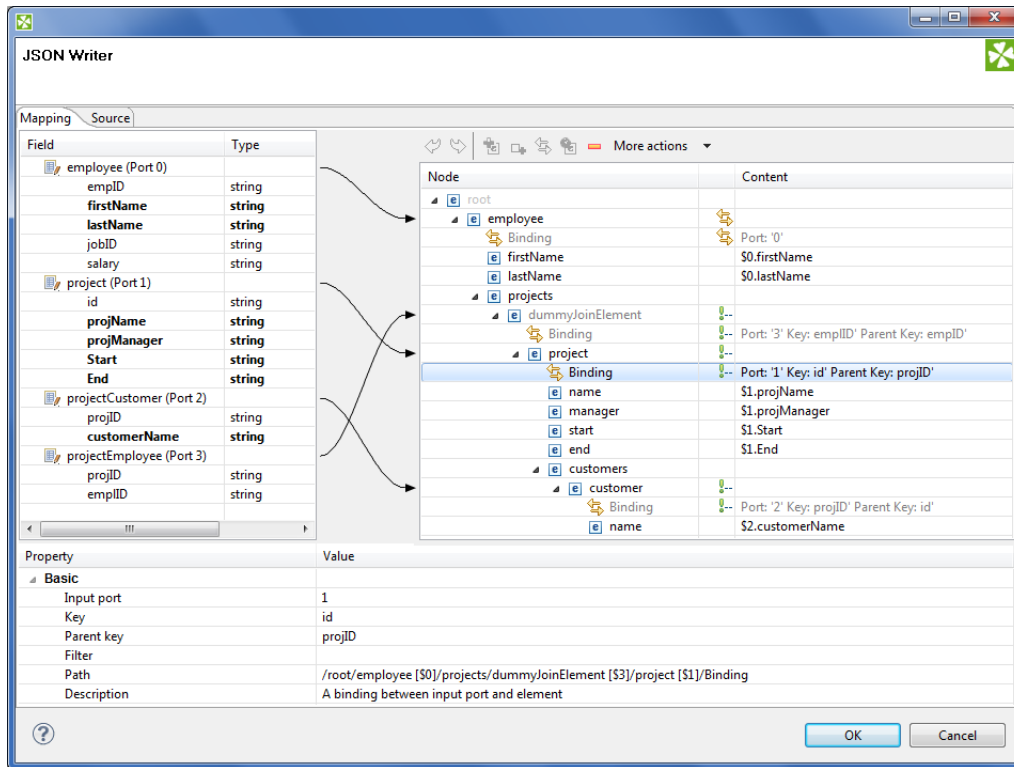 JSON Writer
Mapping Source
Field Type
employee (Port 0)
empID string
firstName string
lastName string
jobID string
salary string
project (Port 1)
id string
projName string
projManager string
Start string
End string
projectCustomer (Port 2)
projID string
customerName string
projectEmployee (Port 3)
projID string
emplID string
More actions
Node Content
root
employee
Binding Port: '0'
firstName $0.firstName
lastName $0.lastName
projects
dummyJoinElement
Binding Port: '3' Key: emplID' Parent Key: empID'
project
Binding Port: '1' Key: id' Parent Key: projID'
name $1.projName
manager $1.projManager
start $1.Start
end $1.End
customers
customer
Binding Port: '2' Key: projID' Parent Key: id'
name $2.customerName
Property Value
Basic
Input port 1
Key id
Parent key projID
Filter
Path /root/employee [$0]/projects/dummyJoinElement [$3]/project [$1]/Binding
Description A binding between input port and element
OK Cancel